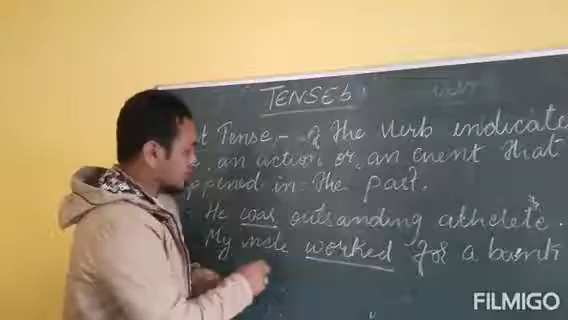 TENSES
t Tense,- of the Verb indicate
an action or an event that
ppened in the past.
He was outsanding athelete.
My uncle worked for a bank
FILMIGO